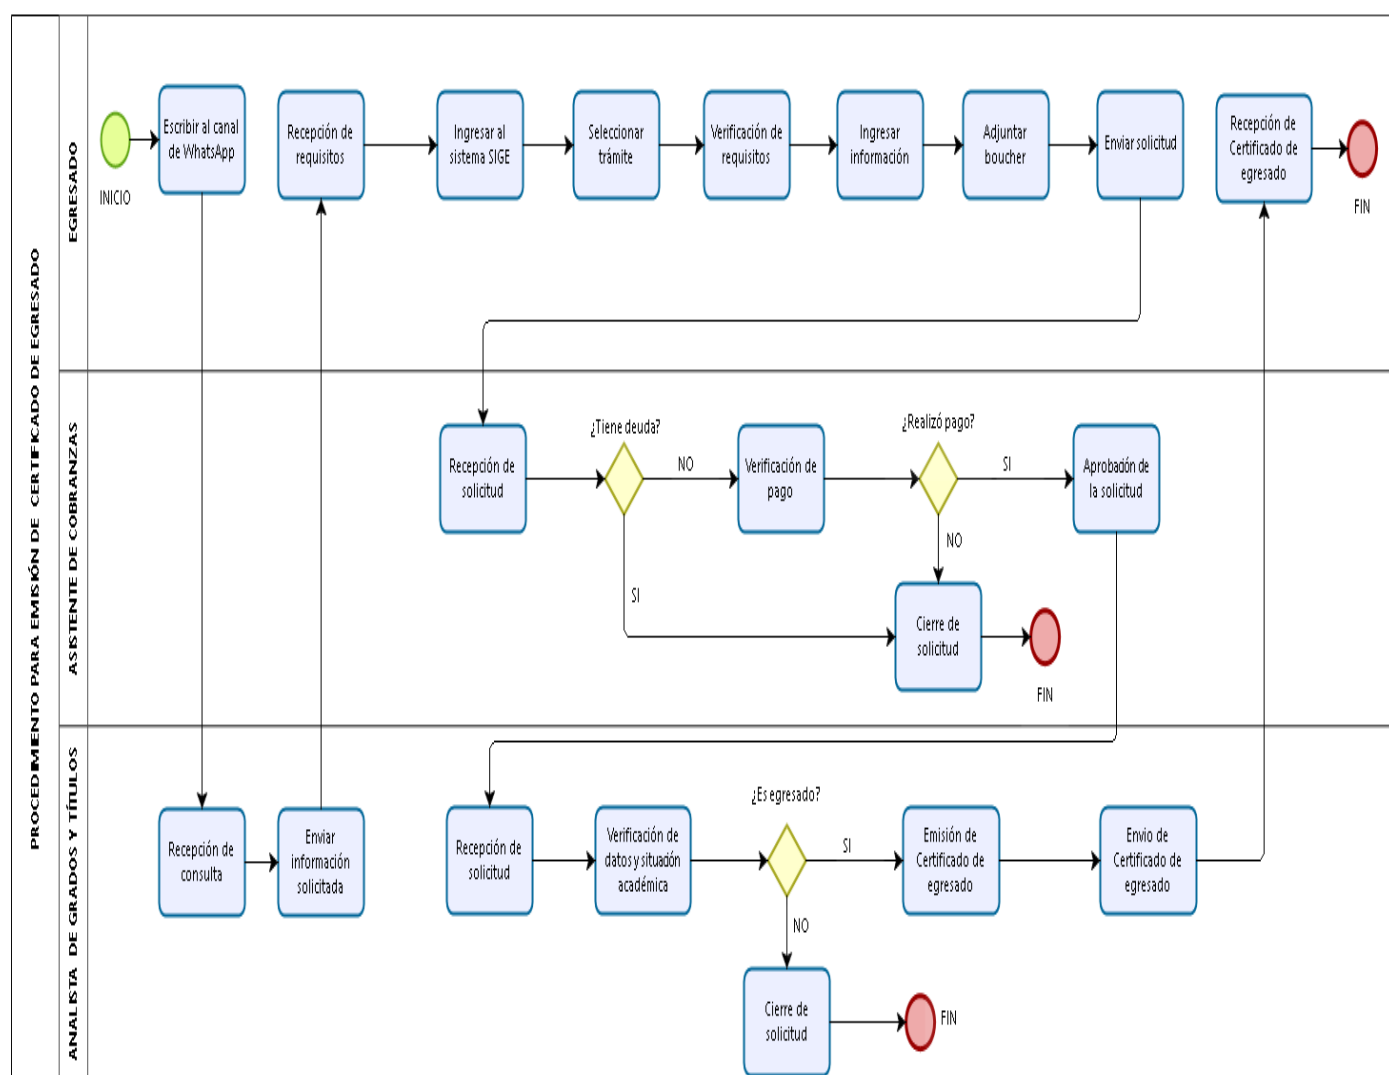 PROCEDIMIENTO PARA EMISIÓN DE CERTIFICADO DE EGRESADO
EGRESADO
INICIO
Escribir al canal
de WhatsApp
Recepción de
requisitos
Ingresar al
sistema SIGE
Seleccionar
trámite
Verificación de
requisitos
Ingresar
información
Adjuntar
boucher
Enviar solicitud
Recepción de
Certificado de
egresado
FIN
ASISTENTE DE COBRANZAS
Recepción de
solicitud
¿Tiene deuda?
NO
SI
Verificación de
pago
¿Realizó pago?
SI
NO
Aprobación de
la solicitud
Cierre de
solicitud
FIN
ANALISTA DE GRADOS Y TÍTULOS
Recepción de
consulta
Enviar
información
solicitada
Recepción de
solicitud
Verificación de
datos y situación
académica
¿Es egresado?
SI
NO
Emisión de
Certificado de
egresado
Envio de
Certificado de
egresado
Cierre de
solicitud
FIN